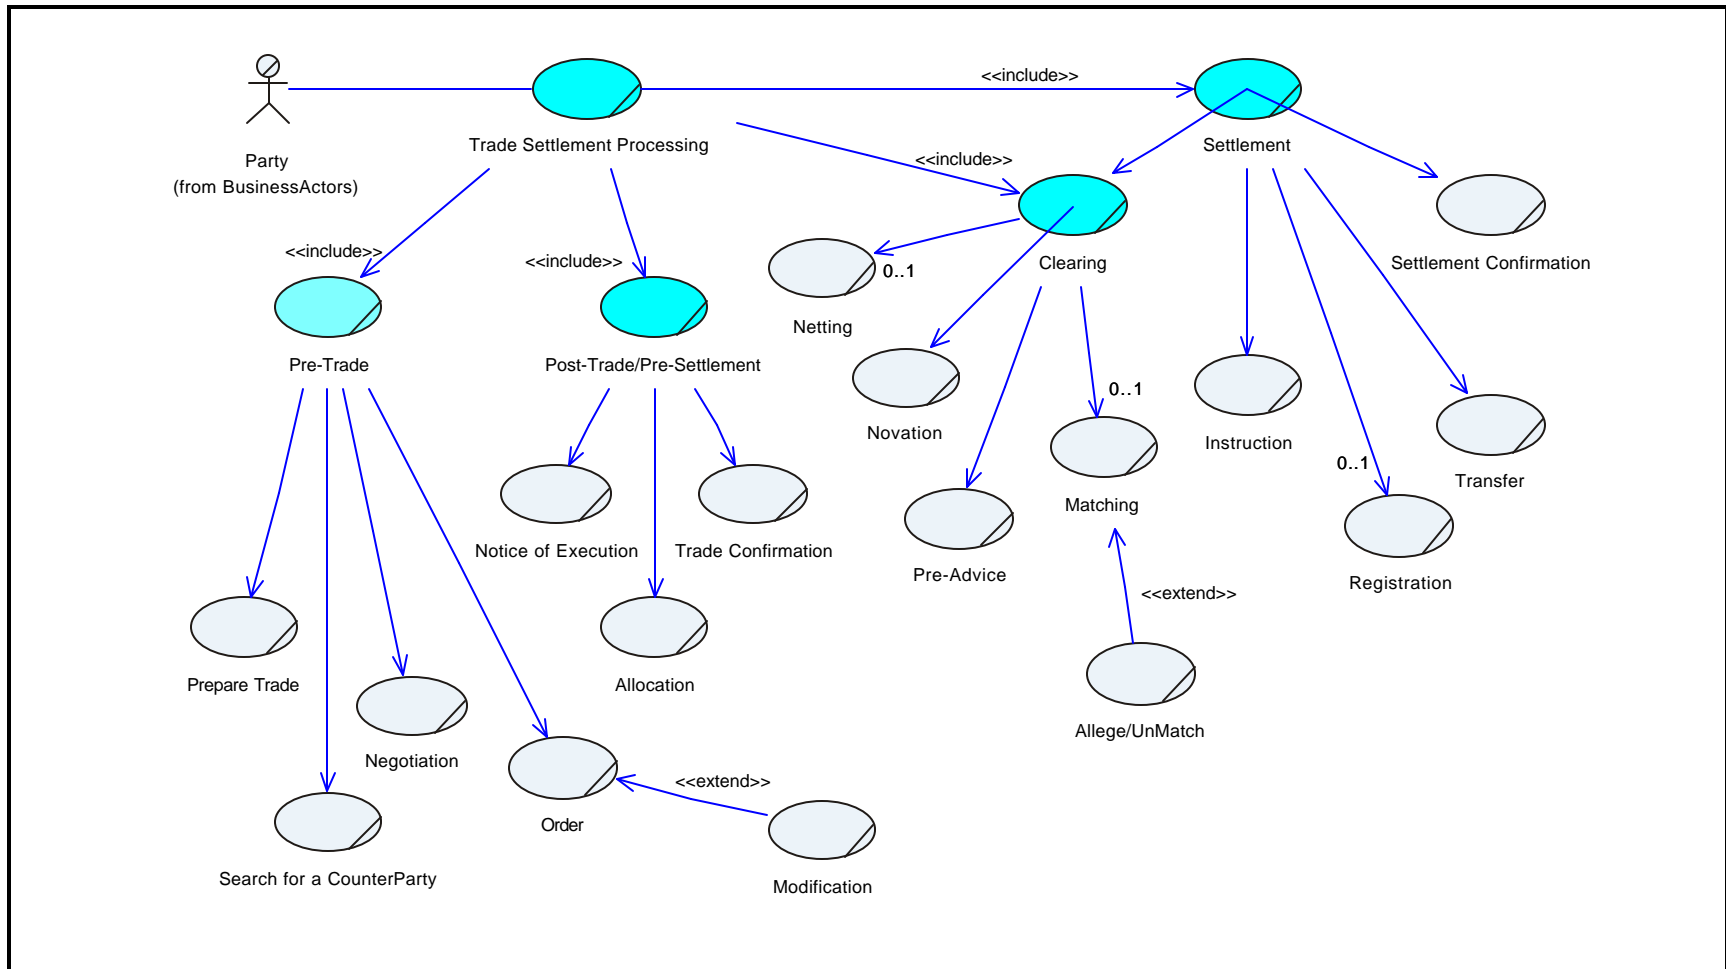 <<include>>
Trade Settlement Processing
Settlement
Party
(from BusinessActors)
<<include>>
<<include>>
<<include>>
Clearing
Settlement Confirmation
0..1
Netting
Pre-Trade
Post-Trade/Pre-Settlement
0..1
Novation
Instruction
0..1
Transfer
Matching
Notice of Execution
Trade Confirmation
Pre-Advice
Registration
<<extend>>
Prepare Trade
Allocation
Allege/UnMatch
Negotiation
<<extend>>
Order
Search for a CounterParty
Modification